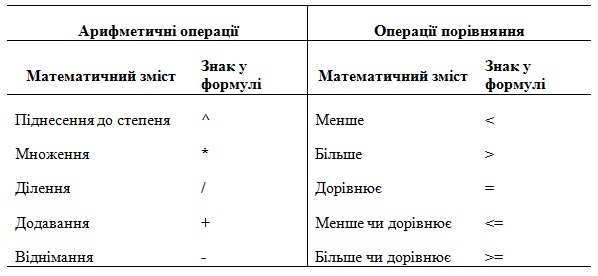 Арифметичні операції Операції порівняння
Математичний зміст Знак у формулі Математичний зміст Знак у формулі
Піднесення до степеня ^ Менше <
Множення * Більше >
Ділення / Дорівнює =
Додавання + Менше чи дорівнює <=
Віднімання - Більше чи дорівнює >=